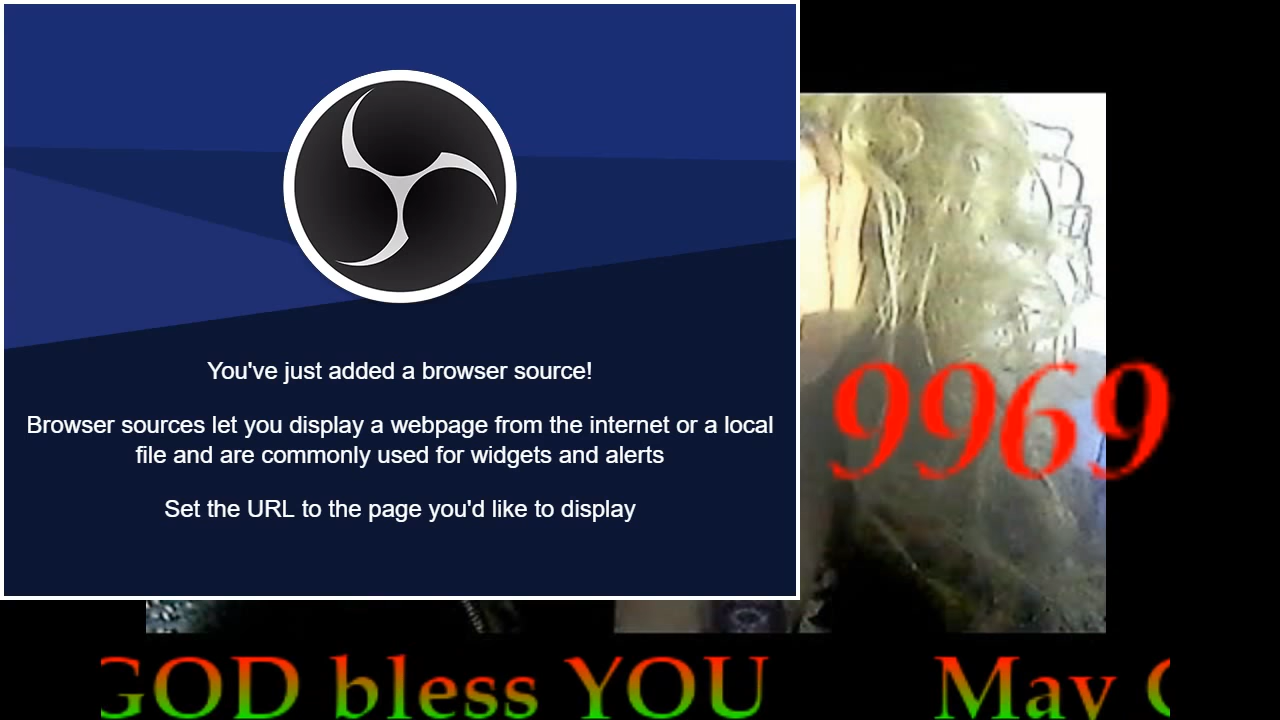 You've just added a browser source!
Browser sources let you display a webpage from the internet or a local
file and are commonly used for widgets and alerts
Set the URL to the page you'd like to display
9969
GOD bless YOU May